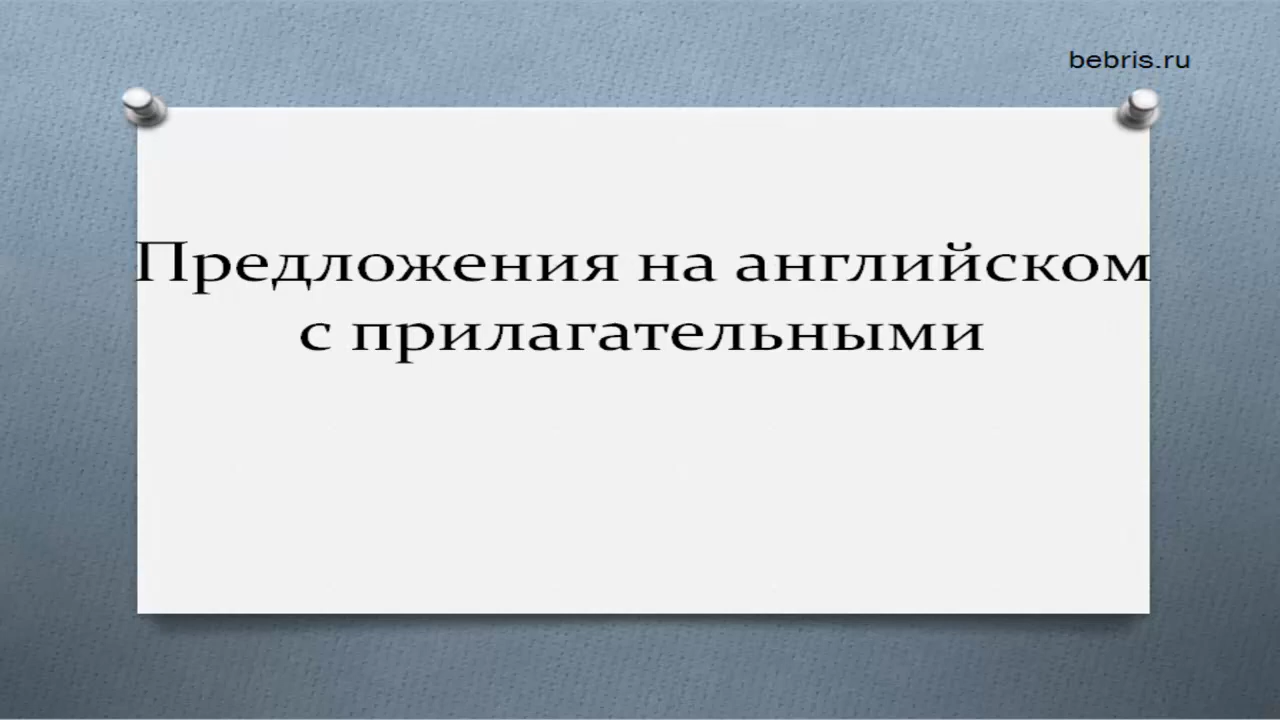 bebris.ru
Предложения на английском
с прилагательными